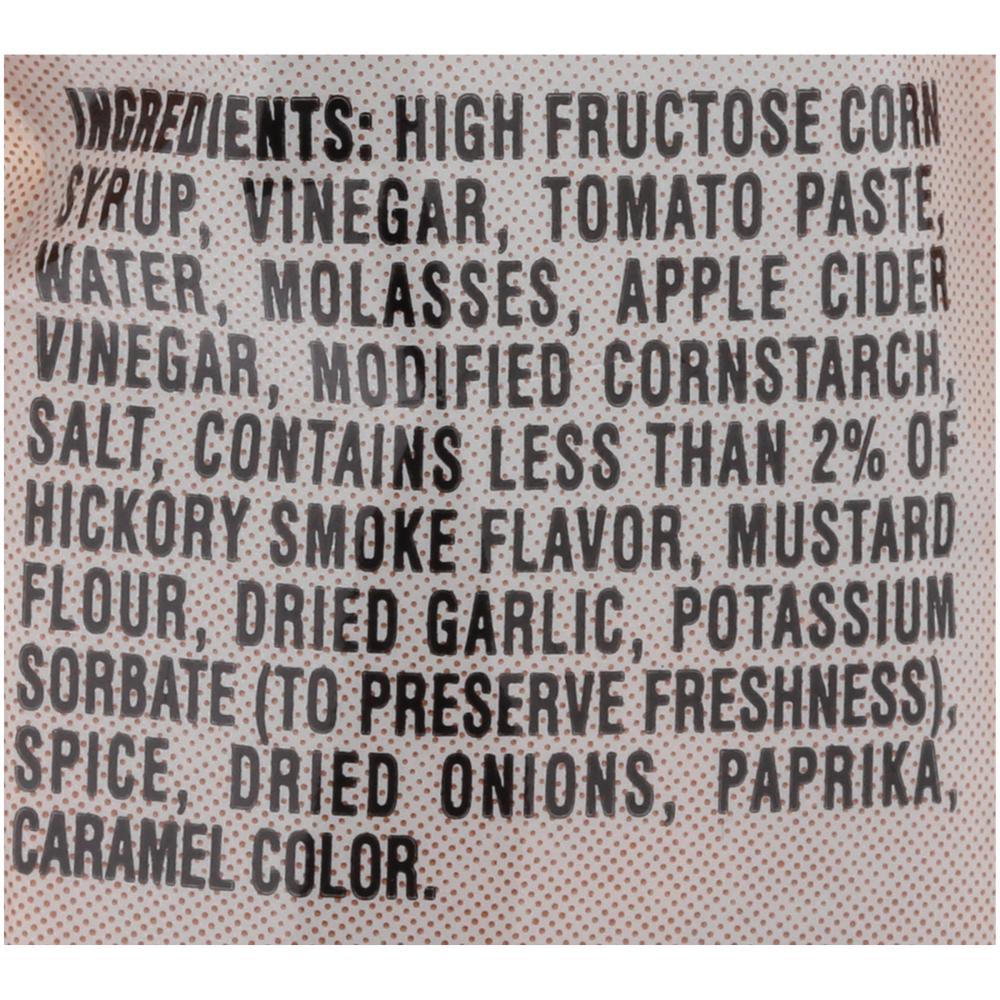 INGREDIENTS: HIGH FRUCTOSE CORN
SYRUP, VINEGAR, TOMATO PASTE,
WATER, MOLASSES, APPLE CIDER
VINEGAR, MODIFIED CORNSTARCH,
SALT, CONTAINS LESS THAN 2% OF
HICKORY SMOKE FLAVOR, MUSTARD
FLOUR, DRIED GARLIC, POTASSIUM
SORBATE (TO PRESERVE FRESHNESS),
SPICE, DRIED ONIONS, PAPRIKA,
CARAMEL COLOR.